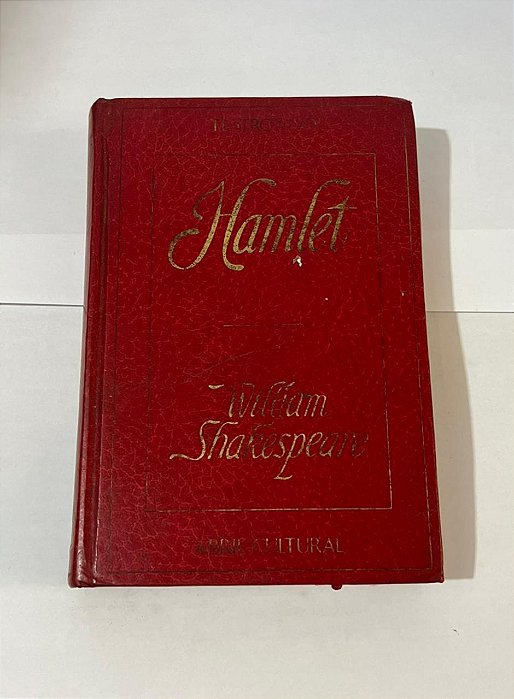 TEATRO VIVO
Hamlet
William
Shakespeare
ABRIL CULTURAL